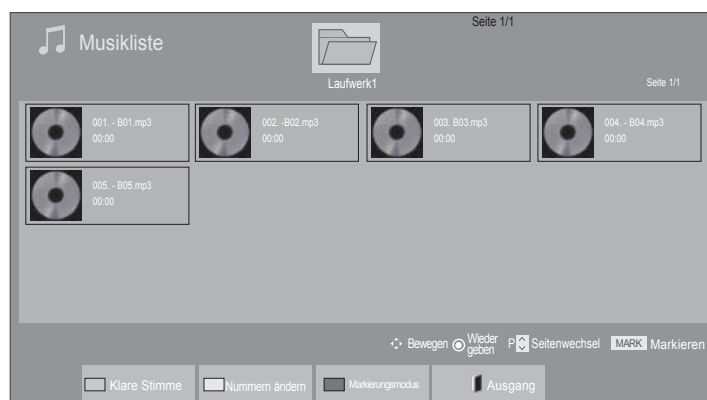 Seite 1/1
Musikliste
Laufwerk1
Seite 1/1
001. - B01.mp3
00:00
002. -B02.mp3
00:00
003. B03.mp3
00:00
004. - B04.mp3
00:00
005. - B05.mp3
00:00
Bewegen
Wieder
geben
P
Seitenwechsel
MARK Markieren
Klare Stimme
Nummern ändern
Markierungsmodus
Ausgang